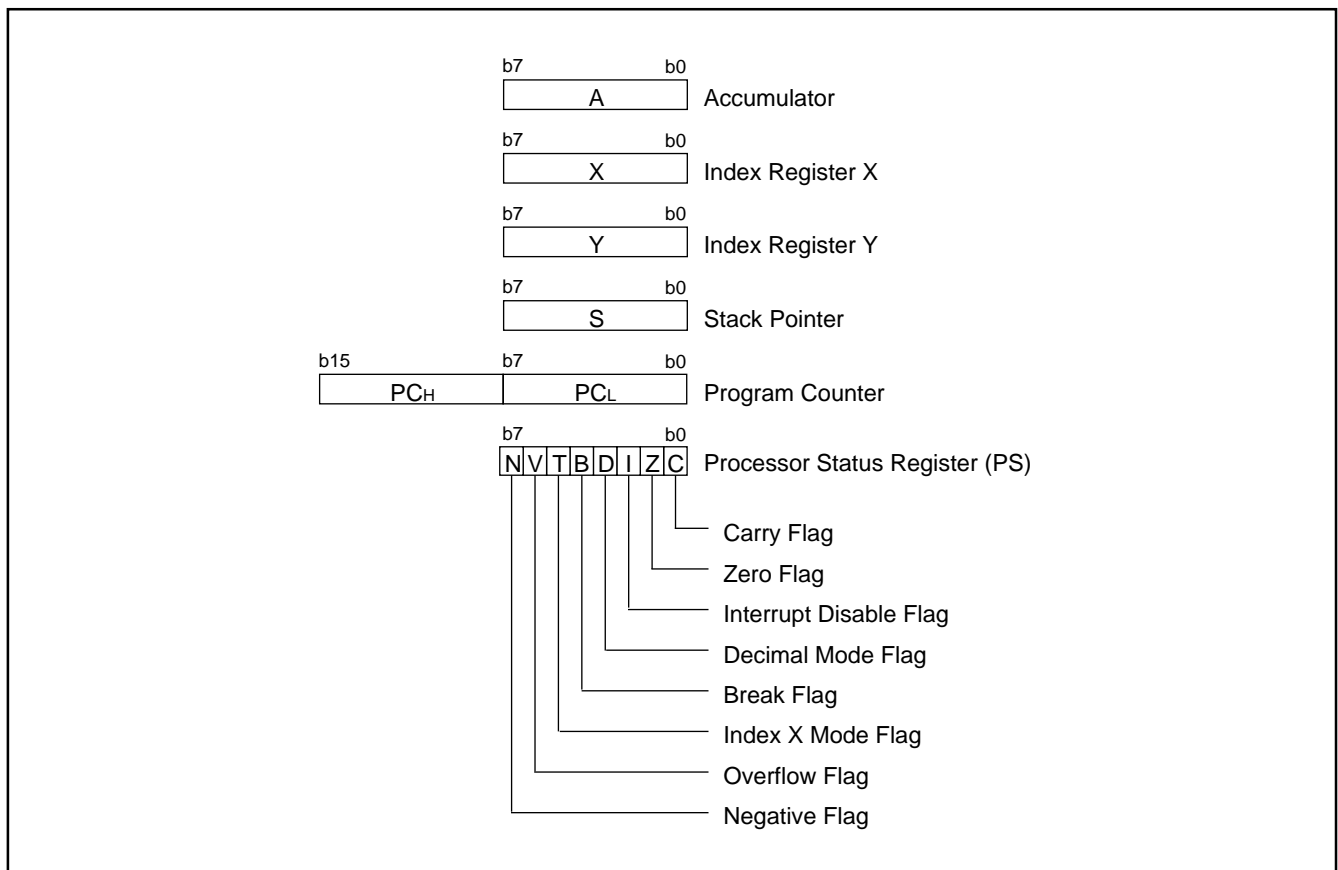 b7 b0
A Accumulator
b7 b0
X Index Register X
b7 b0
Y Index Register Y
b7 b0
S Stack Pointer
b15 b7 b0
PCH PCL Program Counter
b7 b0
N V T B D I Z C Processor Status Register (PS)
Carry Flag
Zero Flag
Interrupt Disable Flag
Decimal Mode Flag
Break Flag
Index X Mode Flag
Overflow Flag
Negative Flag